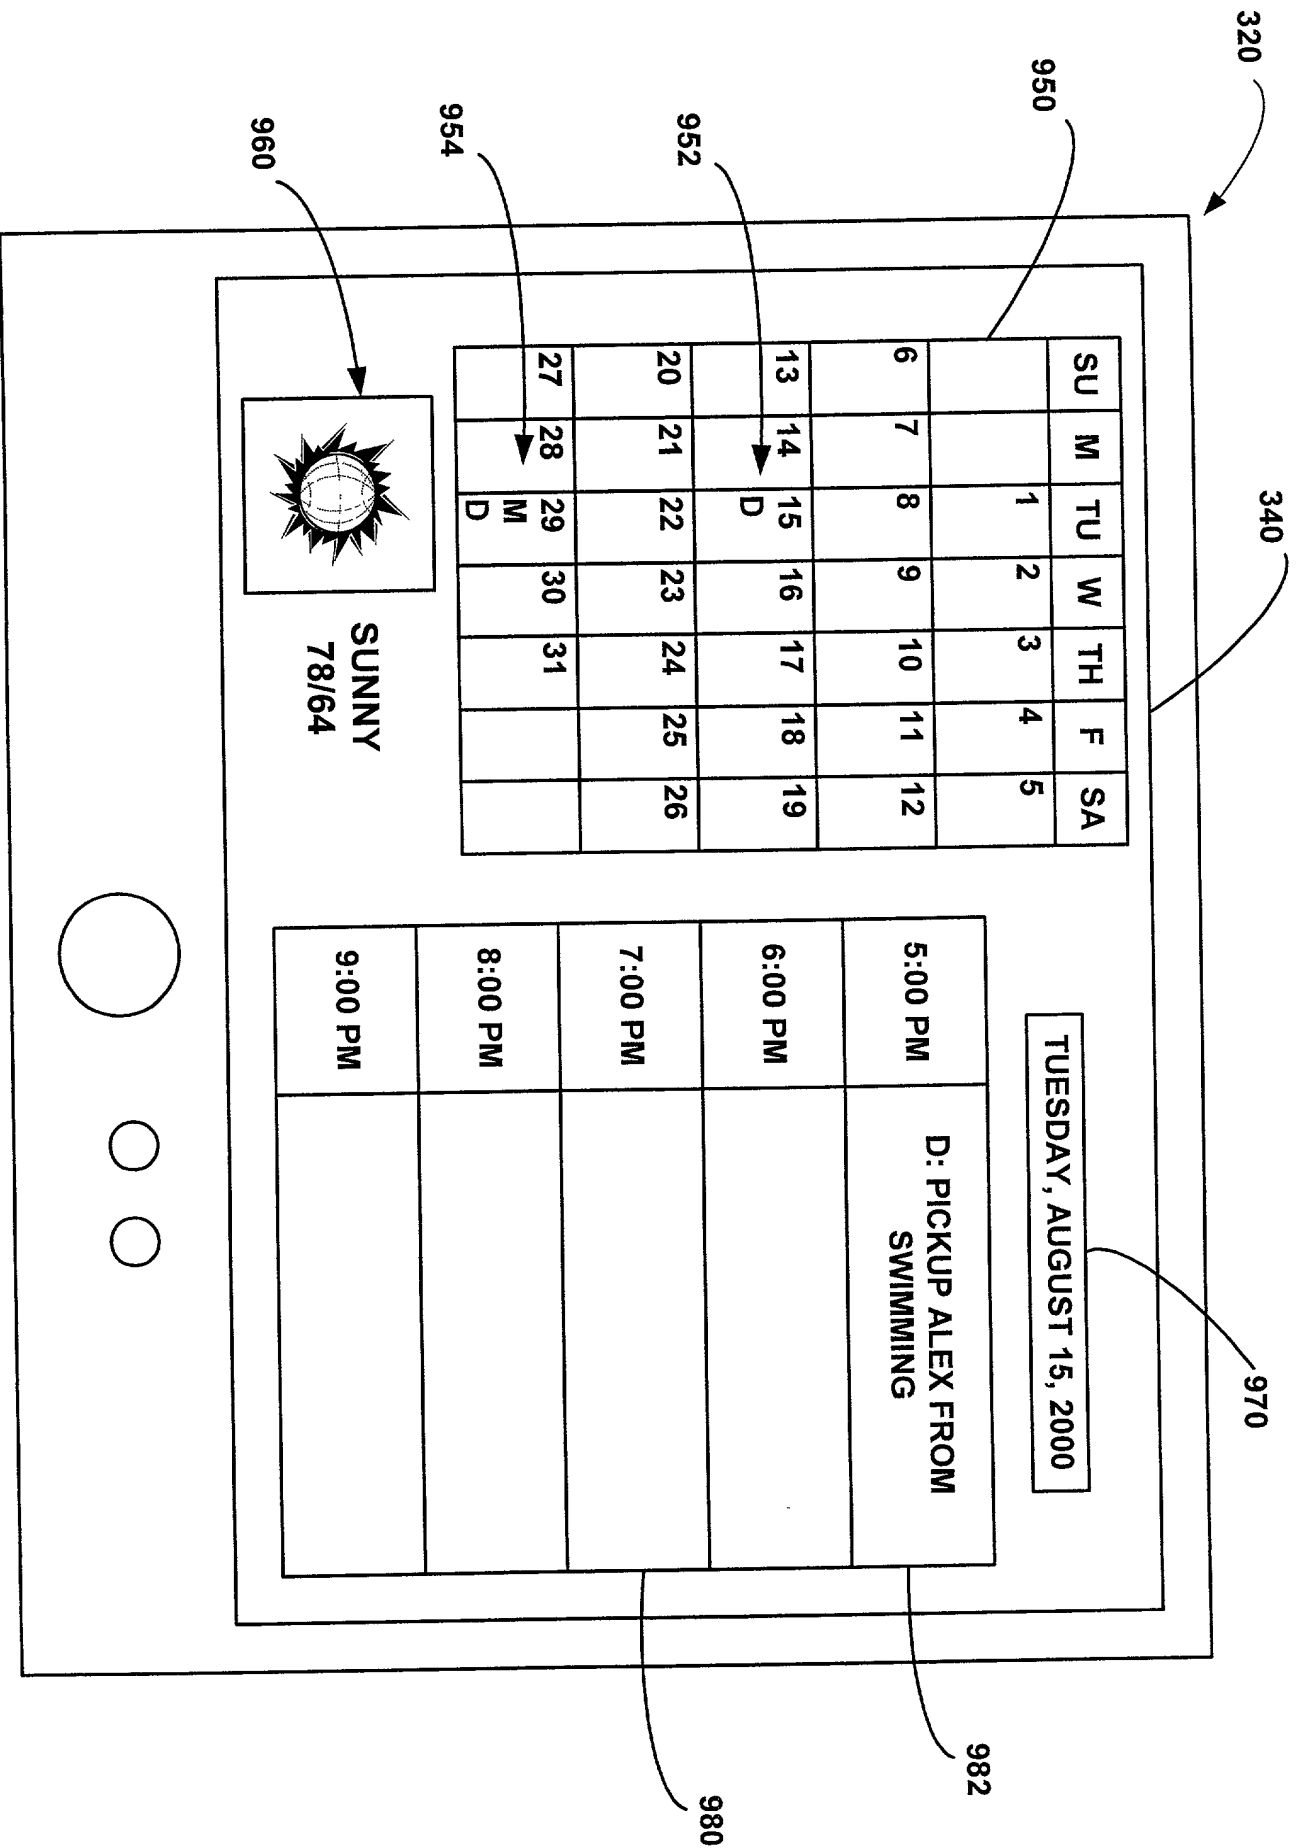 320
340
950
970
SU M TU W TH F SA
1 2 3 4 5
6 7 8 9 10 11 12
13 14 15 16 17 18 19
D
20 21 22 23 24 25 26
27 28 29 30 31
M
D
952
954
960
SUNNY
78/64
TUESDAY, AUGUST 15, 2000
5:00 PM
D: PICKUP ALEX FROM
SWIMMING
6:00 PM
7:00 PM
8:00 PM
9:00 PM
982
980